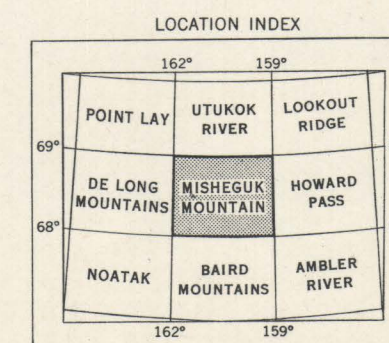 LOCATION INDEX
162° 159°
POINT LAY
UTUKOK
RIVER
LOOKOUT
RIDGE
69°
DE LONG
MOUNTAINS
MISHEGUK
MOUNTAIN
HOWARD
PASS
68°
NOATAK
BAIRD
MOUNTAINS
AMBLER
RIVER
162° 159°